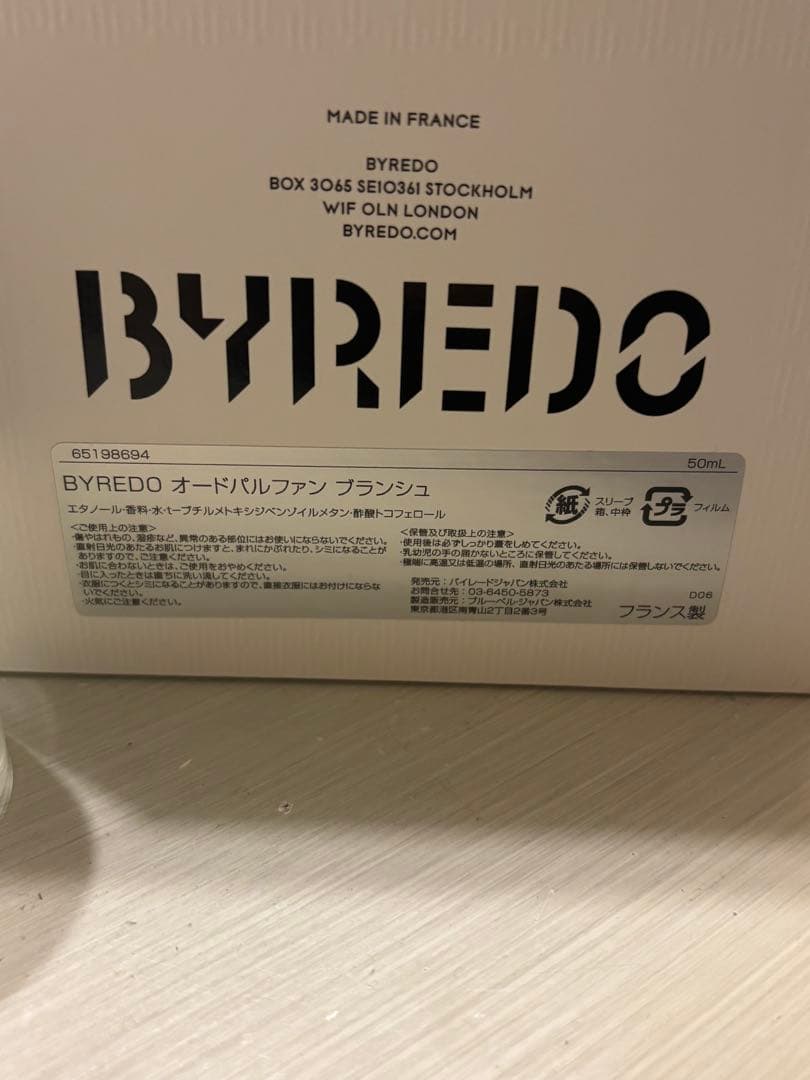 MADE IN FRANCE
BYREDO
BOX 3065 SE10361 STOCKHOLM
W1F 0LN LONDON
BYREDO.COM
BYREDO
65198694
50mL
BYREDO オードパルファン ブランシュ
エタノール・香料・水・t-ブチルメトキシジベンゾイルメタン・酢酸トコフェロール
紙
スリーブ
箱、中枠
プラ
フィルム
<ご使用上の注意>
・傷やはれもの、湿疹など、異常のある部位にはお使いにならないでください。
・直射日光のあたるお肌につけますと、まれにかぶれたり、シミになることが
ありますので、ご注意ください。
・お肌に合わないときは、ご使用をおやめください。
・目に入ったときは直ちに洗い流してください。
・衣服につくとシミになることがありますので、直接衣服にはお付けにならな
いでください。
・火気にご注意ください。
<保管及び取扱上の注意>
・使用後は必ずしっかり蓋をしめてください。
・乳幼児の手の届かないところに保管してください。
・極端に高温又は低温の場所、直射日光のあたる場所には保管しないでください。
発売元：バイレードジャパン株式会社
お問合せ先：03-6450-5873
製造販売元：ブルーベル・ジャパン株式会社
東京都港区南青山2丁目2番3号
D06
フランス製